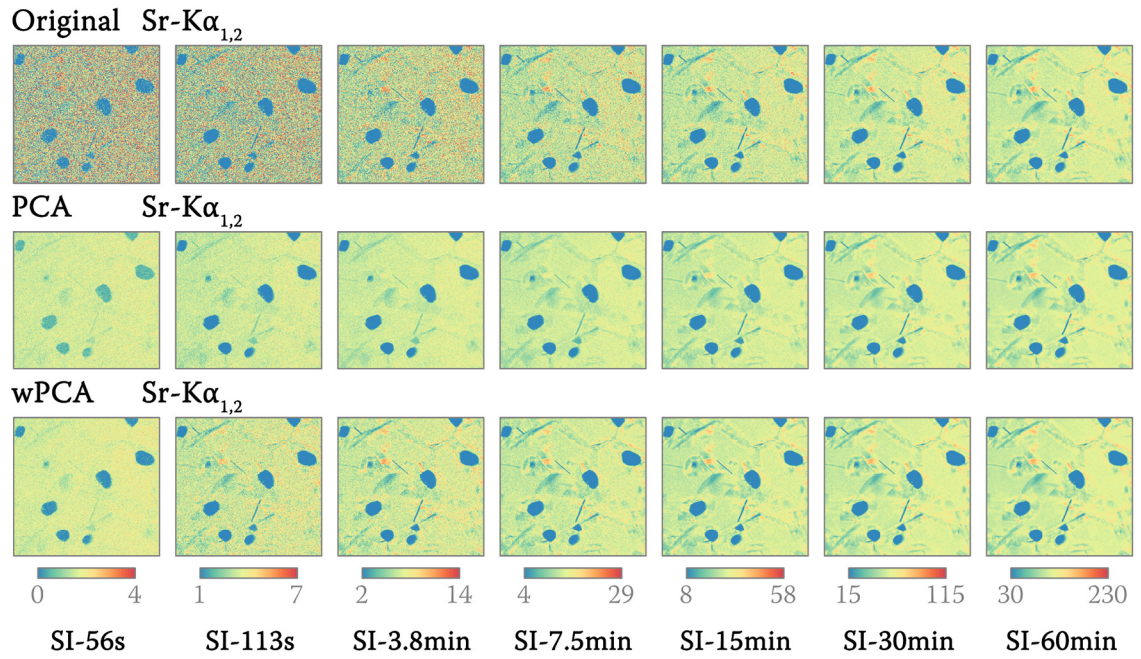 Original Sr-Kα1,2
PCA Sr-Kα1,2
wPCA Sr-Kα1,2
0 4 1 7 2 14 4 29 8 58 15 115 30 230
SI-56s SI-113s SI-3.8min SI-7.5min SI-15min SI-30min SI-60min